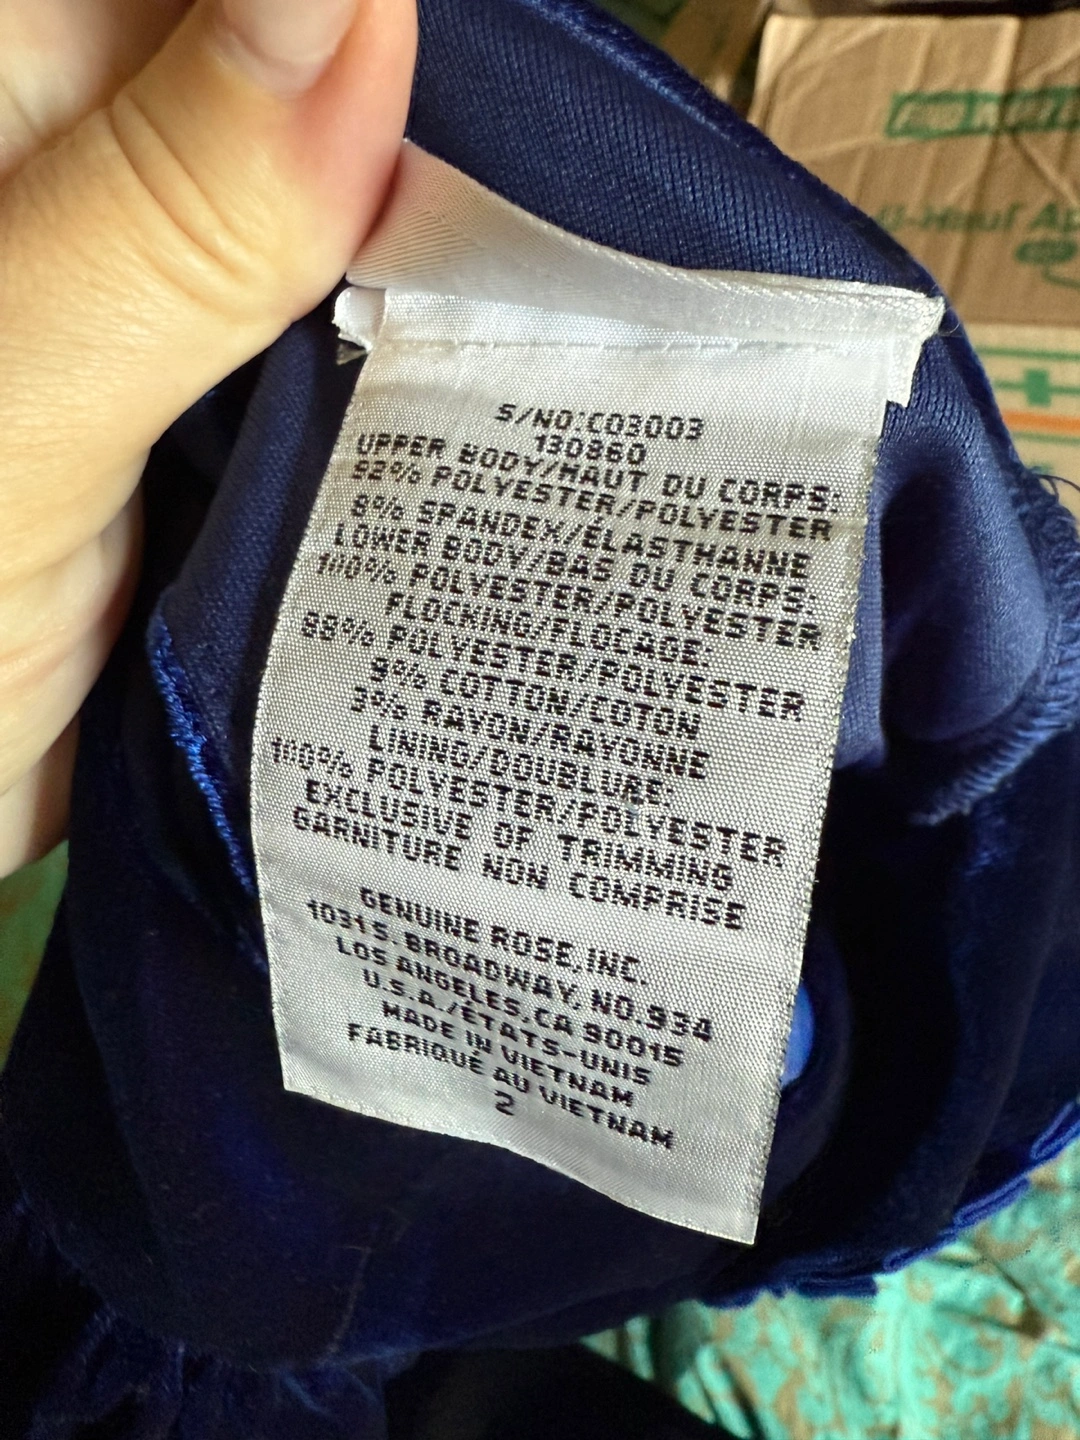 S/NO:C03003
130860
UPPER BODY/HAUT DU CORPS:
92% POLYESTER/POLYESTER
8% SPANDEX/ÉLASTHANNE
LOWER BODY/BAS DU CORPS:
100% POLYESTER/POLYESTER
FLOCKING/FLOCAGE:
88% POLYESTER/POLYESTER
9% COTTON/COTON
3% RAYON/RAYONNE
LINING/DOUBLURE:
100% POLYESTER/POLYESTER
EXCLUSIVE OF TRIMMING
GARNITURE NON COMPRISE
GENUINE ROSE,INC.
1031 S. BROADWAY, NO.934
LOS ANGELES,CA 90015
U.S.A./ÉTATS-UNIS
MADE IN VIETNAM
FABRIQUÉ AU VIETNAM
2
U-Haul